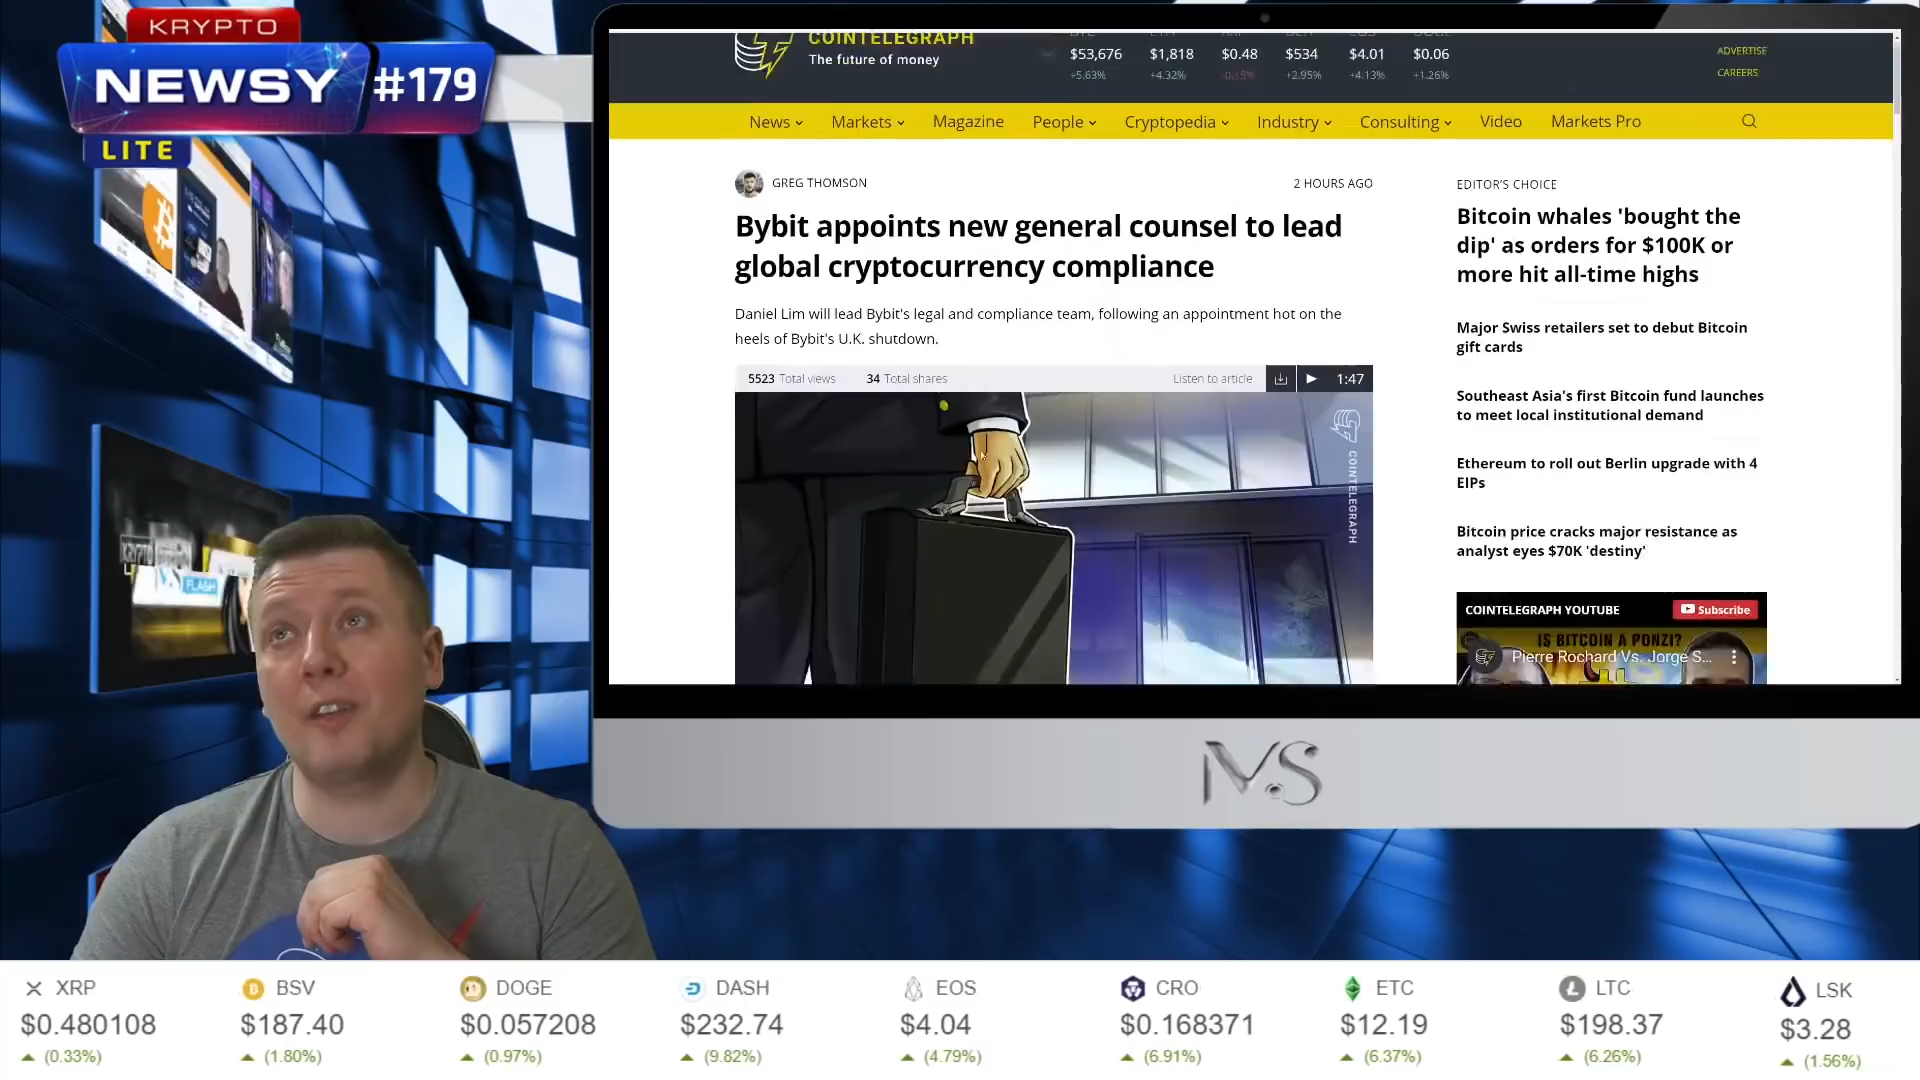 KRYPTO
NEWSY #179
LITE
COINTELEGRAPH
The future of money
$53,676 $1,818 $0.48 $534 $4.01 $0.06
+5.63% +4.32% -0.15% +2.95% +4.13% +1.26%
ADVERTISE
CAREERS
News Markets Magazine People Cryptopedia Industry Consulting Video Markets Pro
GREG THOMSON
2 HOURS AGO
Bybit appoints new general counsel to lead
global cryptocurrency compliance
Daniel Lim will lead Bybit's legal and compliance team, following an appointment hot on the
heels of Bybit's U.K. shutdown.
5523 Total views 34 Total shares
Listen to article
1:47
COINTELEGRAPH
EDITOR'S CHOICE
Bitcoin whales 'bought the
dip' as orders for $100K or
more hit all-time highs
Major Swiss retailers set to debut Bitcoin
gift cards
Southeast Asia's first Bitcoin fund launches
to meet local institutional demand
Ethereum to roll out Berlin upgrade with 4
EIPs
Bitcoin price cracks major resistance as
analyst eyes $70K 'destiny'
COINTELEGRAPH YOUTUBE
Subscribe
IS BITCOIN A PONZI?
Pierre Rochard Vs. Jorge S...
FLASH
MS
XRP
$0.480108
(0.33%)
BSV
$187.40
(1.80%)
DOGE
$0.057208
(0.97%)
DASH
$232.74
(9.82%)
EOS
$4.04
(4.79%)
CRO
$0.168371
(6.91%)
ETC
$12.19
(6.37%)
LTC
$198.37
(6.26%)
LSK
$3.28
(1.56%)